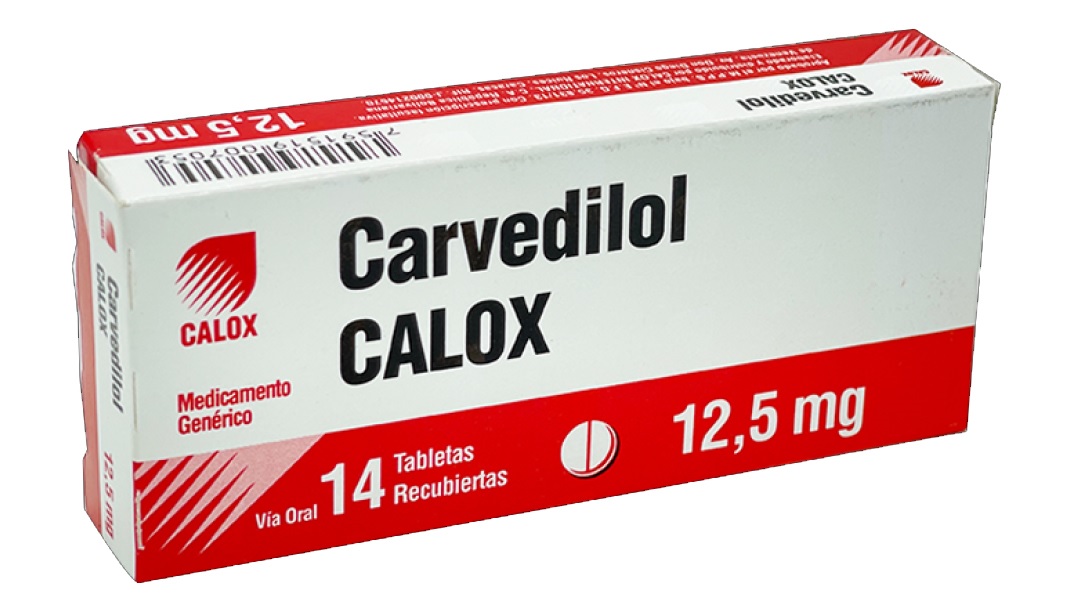 12,5 mg
7591519007053
Carvedilol
CALOX
Carvedilol
CALOX
CALOX
Medicamento
Genérico
Vía Oral 14 Tabletas
Recubiertas
12,5 mg
Carvedilol
CALOX
12,5 mg